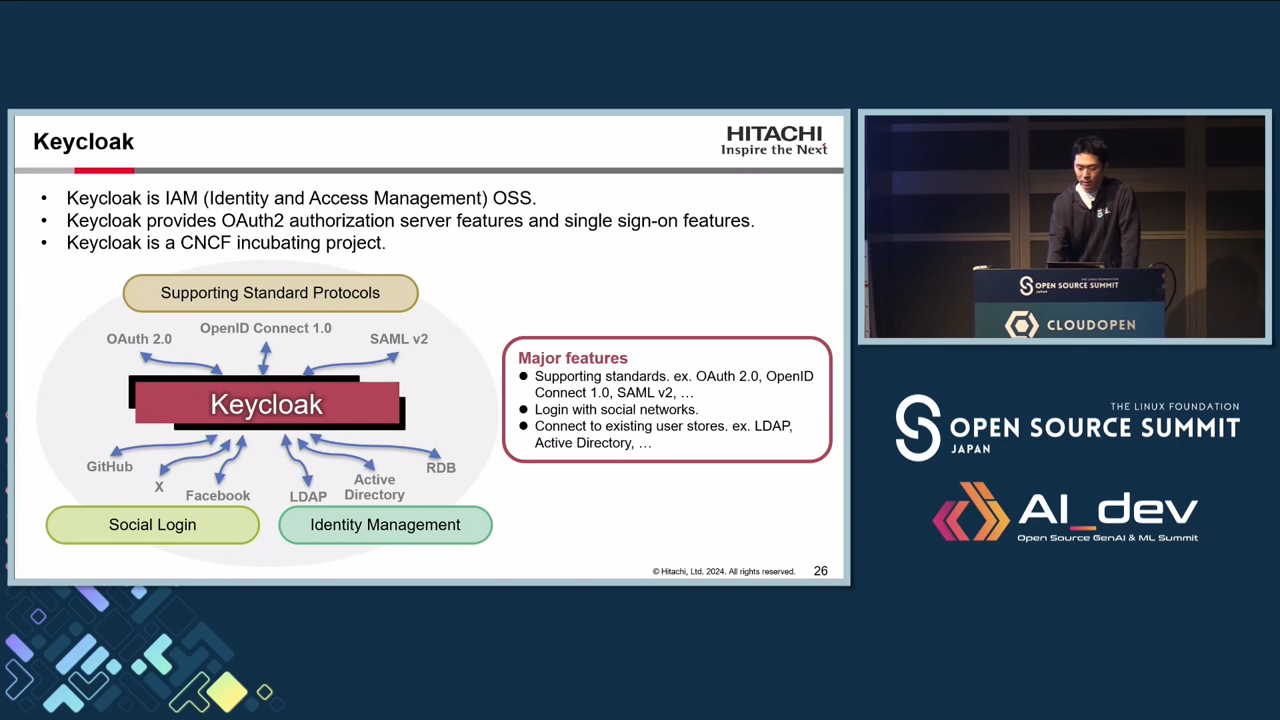 Keycloak
HITACHI
Inspire the Next
• Keycloak is IAM (Identity and Access Management) OSS.
• Keycloak provides OAuth2 authorization server features and single sign-on features.
• Keycloak is a CNCF incubating project.
Supporting Standard Protocols
OAuth 2.0
OpenID Connect 1.0
SAML v2
Keycloak
GitHub
X
Facebook
LDAP
Active
Directory
RDB
Social Login
Identity Management
Major features
● Supporting standards. ex. OAuth 2.0, OpenID
Connect 1.0, SAML v2, …
● Login with social networks.
● Connect to existing user stores. ex. LDAP,
Active Directory, …
© Hitachi, Ltd. 2024. All rights reserved.
26
THE LINUX FOUNDATION
OPEN SOURCE SUMMIT
JAPAN
CLOUDOPEN
THE LINUX FOUNDATION
OPEN SOURCE SUMMIT
JAPAN
AI_dev
Open Source GenAI & ML Summit